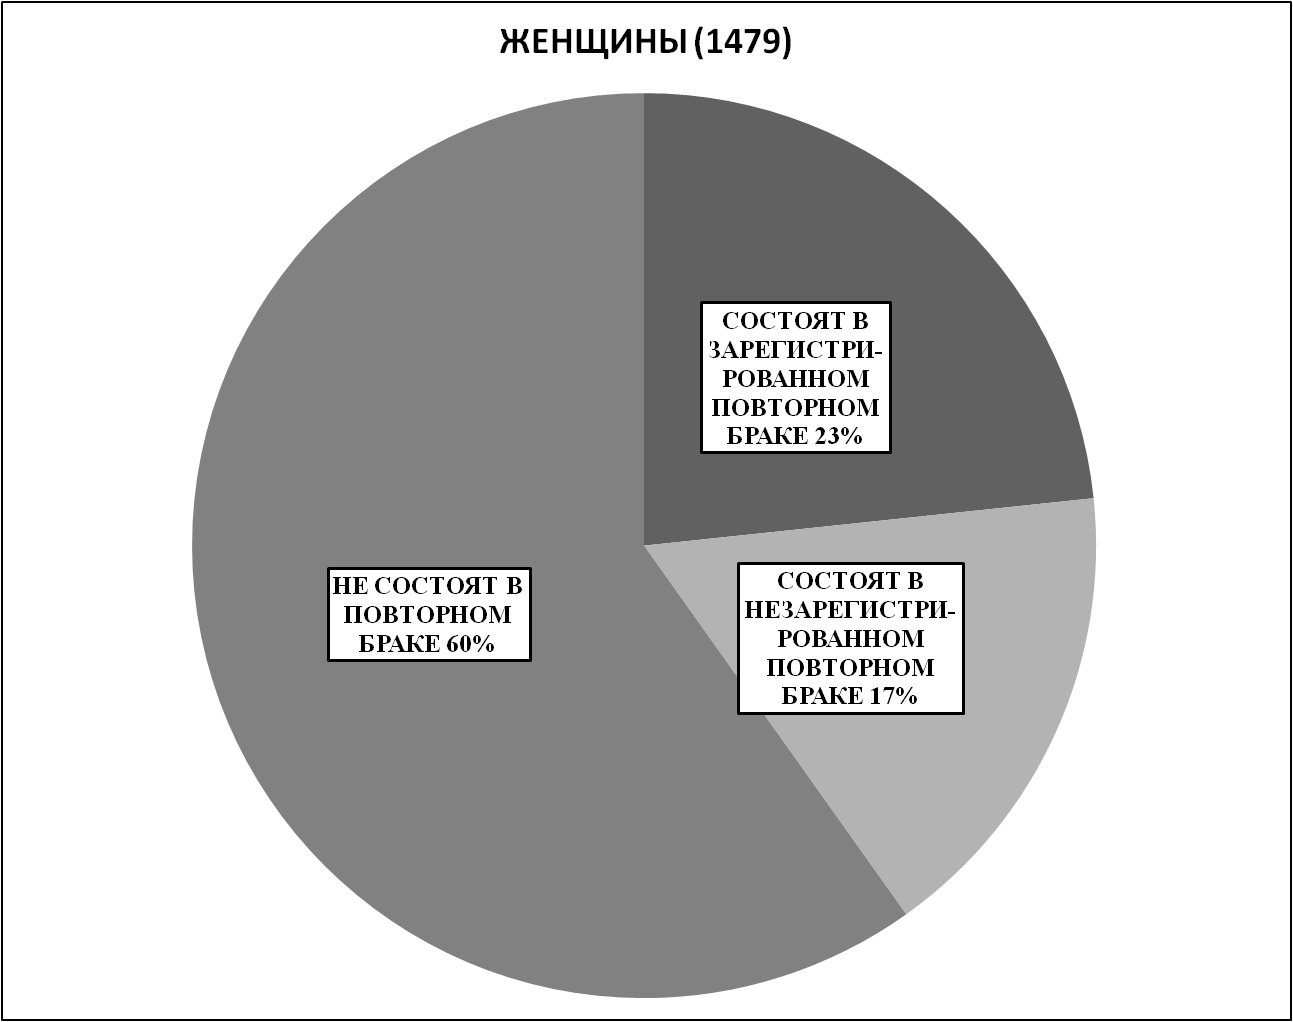 ЖЕНЩИНЫ (1479)
СОСТОЯТ В
ЗАРЕГИСТРИ-
РОВАННОМ
ПОВТОРНОМ
БРАКЕ 23%
НЕ СОСТОЯТ В
ПОВТОРНОМ
БРАКЕ 60%
СОСТОЯТ В
НЕЗАРЕГИСТРИ-
РОВАННОМ
ПОВТОРНОМ
БРАКЕ 17%